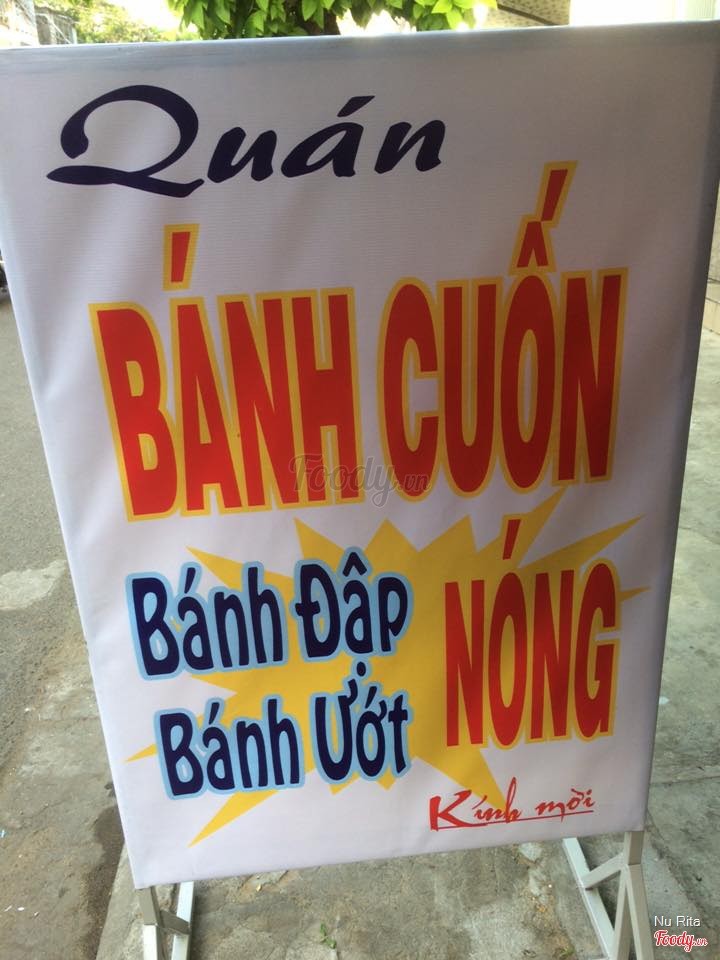 Quán
BÁNH CUỐN
Foody.vn
Bánh Đập
NÓNG
Bánh Ướt
Kính mời
Nu Rita
Foody.vn